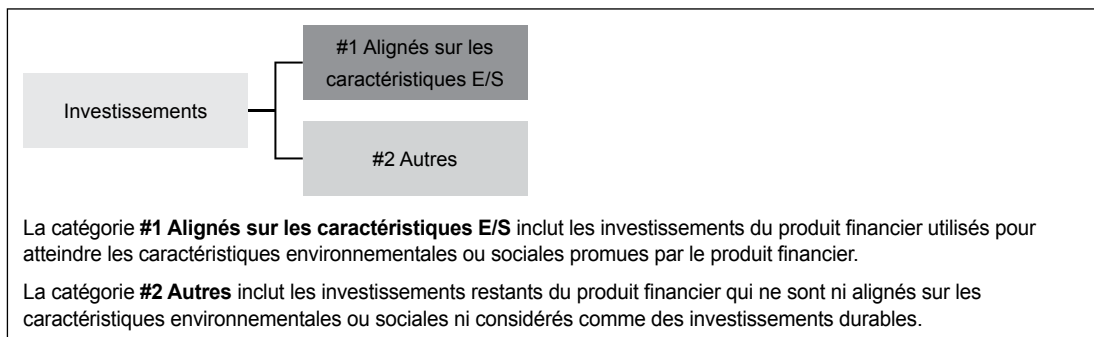 #1 Alignés sur les
caractéristiques E/S
Investissements
#2 Autres
La catégorie #1 Alignés sur les caractéristiques E/S inclut les investissements du produit financier utilisés pour
atteindre les caractéristiques environnementales ou sociales promues par le produit financier.
La catégorie #2 Autres inclut les investissements restants du produit financier qui ne sont ni alignés sur les
caractéristiques environnementales ou sociales ni considérés comme des investissements durables.